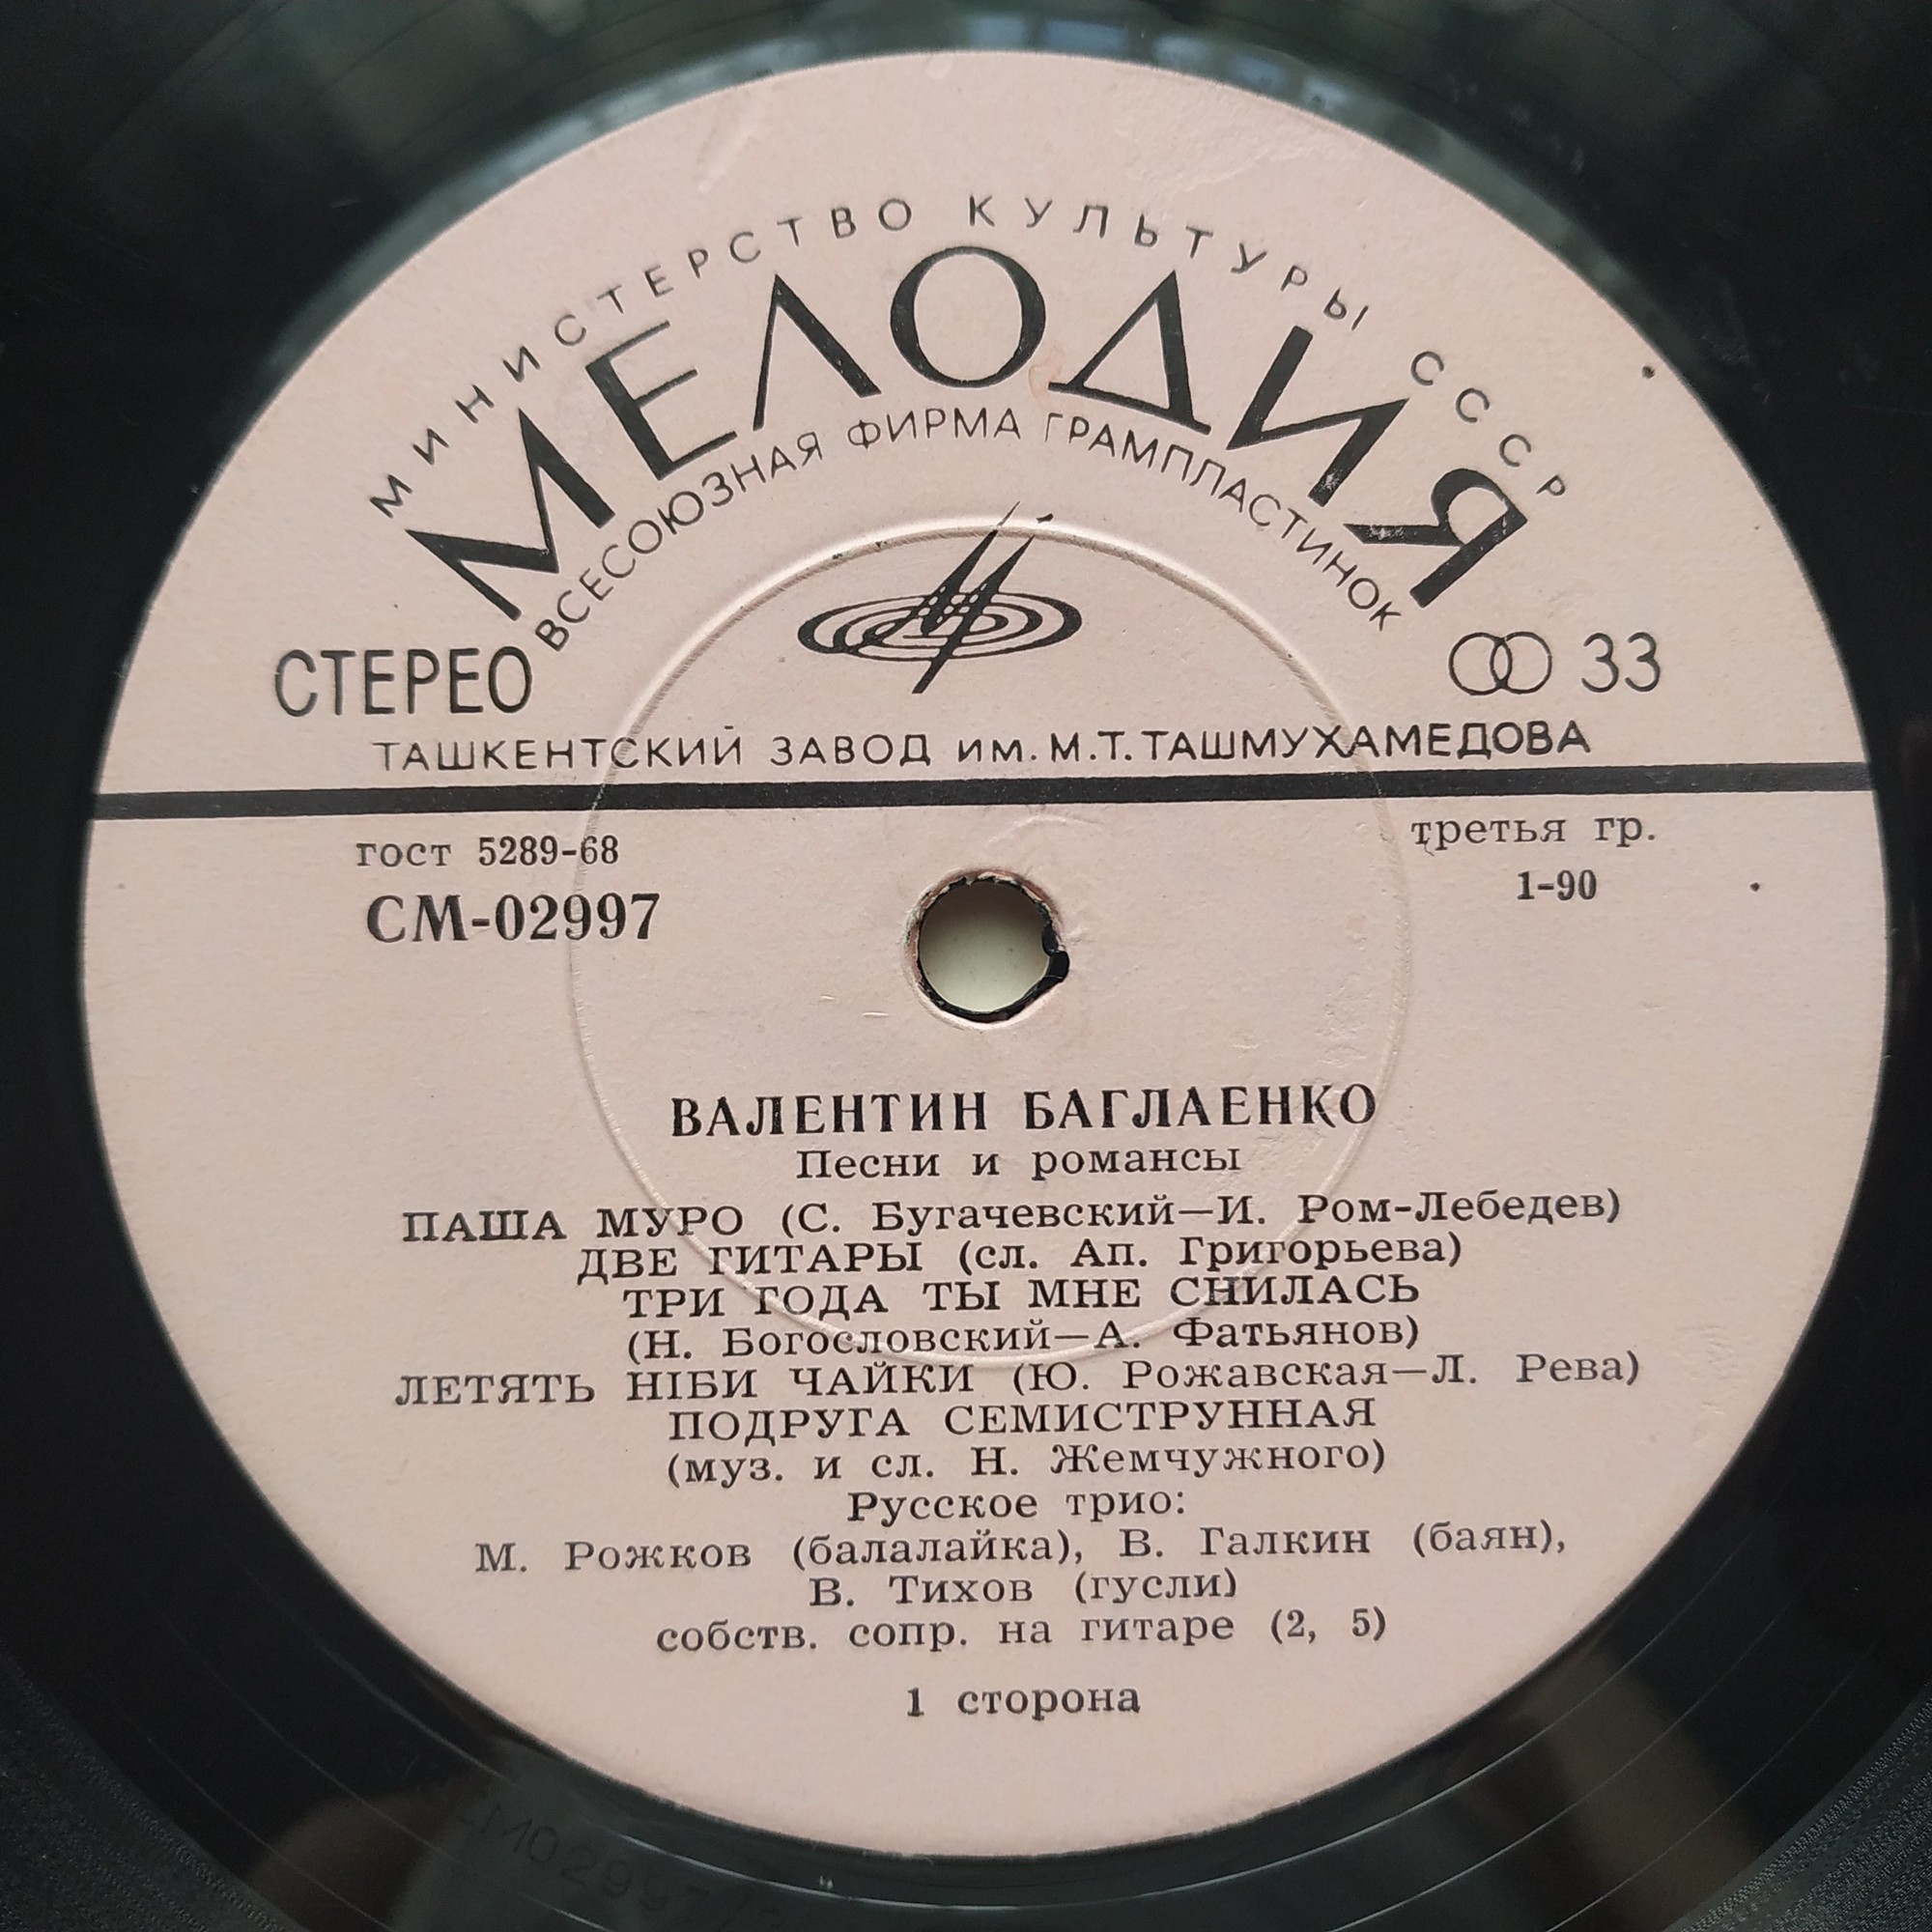 МИНИСТЕРСТВО КУЛЬТУРЫ СССР
МЕЛОДИЯ
ВСЕСОЮЗНАЯ ФИРМА ГРАМПЛАСТИНОК
СТЕРЕО
33
ТАШКЕНТСКИЙ ЗАВОД им. М.Т. ТАШМУХАМЕДОВА
гост 5289-68
третья гр.
СМ-02997
1-90
ВАЛЕНТИН БАГЛАЕНКО
Песни и романсы
ПАША МУРО (С. Бугачевский—И. Ром-Лебедев)
ДВЕ ГИТАРЫ (сл. Ап. Григорьева)
ТРИ ГОДА ТЫ МНЕ СНИЛАСЬ
(Н. Богословский—А. Фатьянов)
ЛЕТЯТЬ НІБИ ЧАЙКИ (Ю. Рожавская—Л. Рева)
ПОДРУГА СЕМИСТРУННАЯ
(муз. и сл. Н. Жемчужного)
Русское трио:
М. Рожков (балалайка), В. Галкин (баян),
В. Тихов (гусли)
собств. сопр. на гитаре (2, 5)
1 сторона